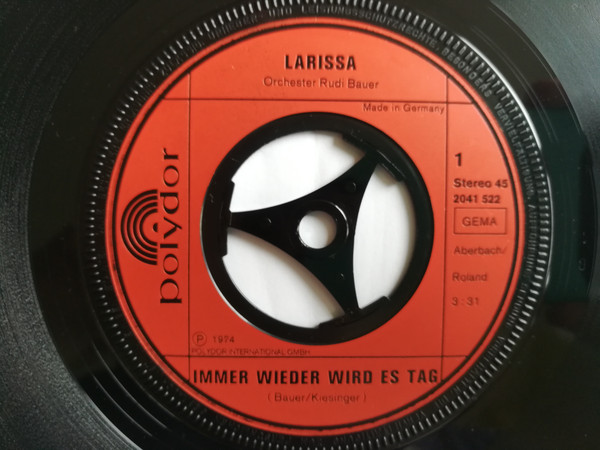 LARISSA
Orchester Rudi Bauer
Made in Germany
1
Stereo 45
2041 522
GEMA
Aberbach/
Roland
3:31
polydor
Ⓟ 1974
POLYDOR INTERNATIONAL GMBH
IMMER WIEDER WIRD ES TAG
(Bauer/Kiesinger)